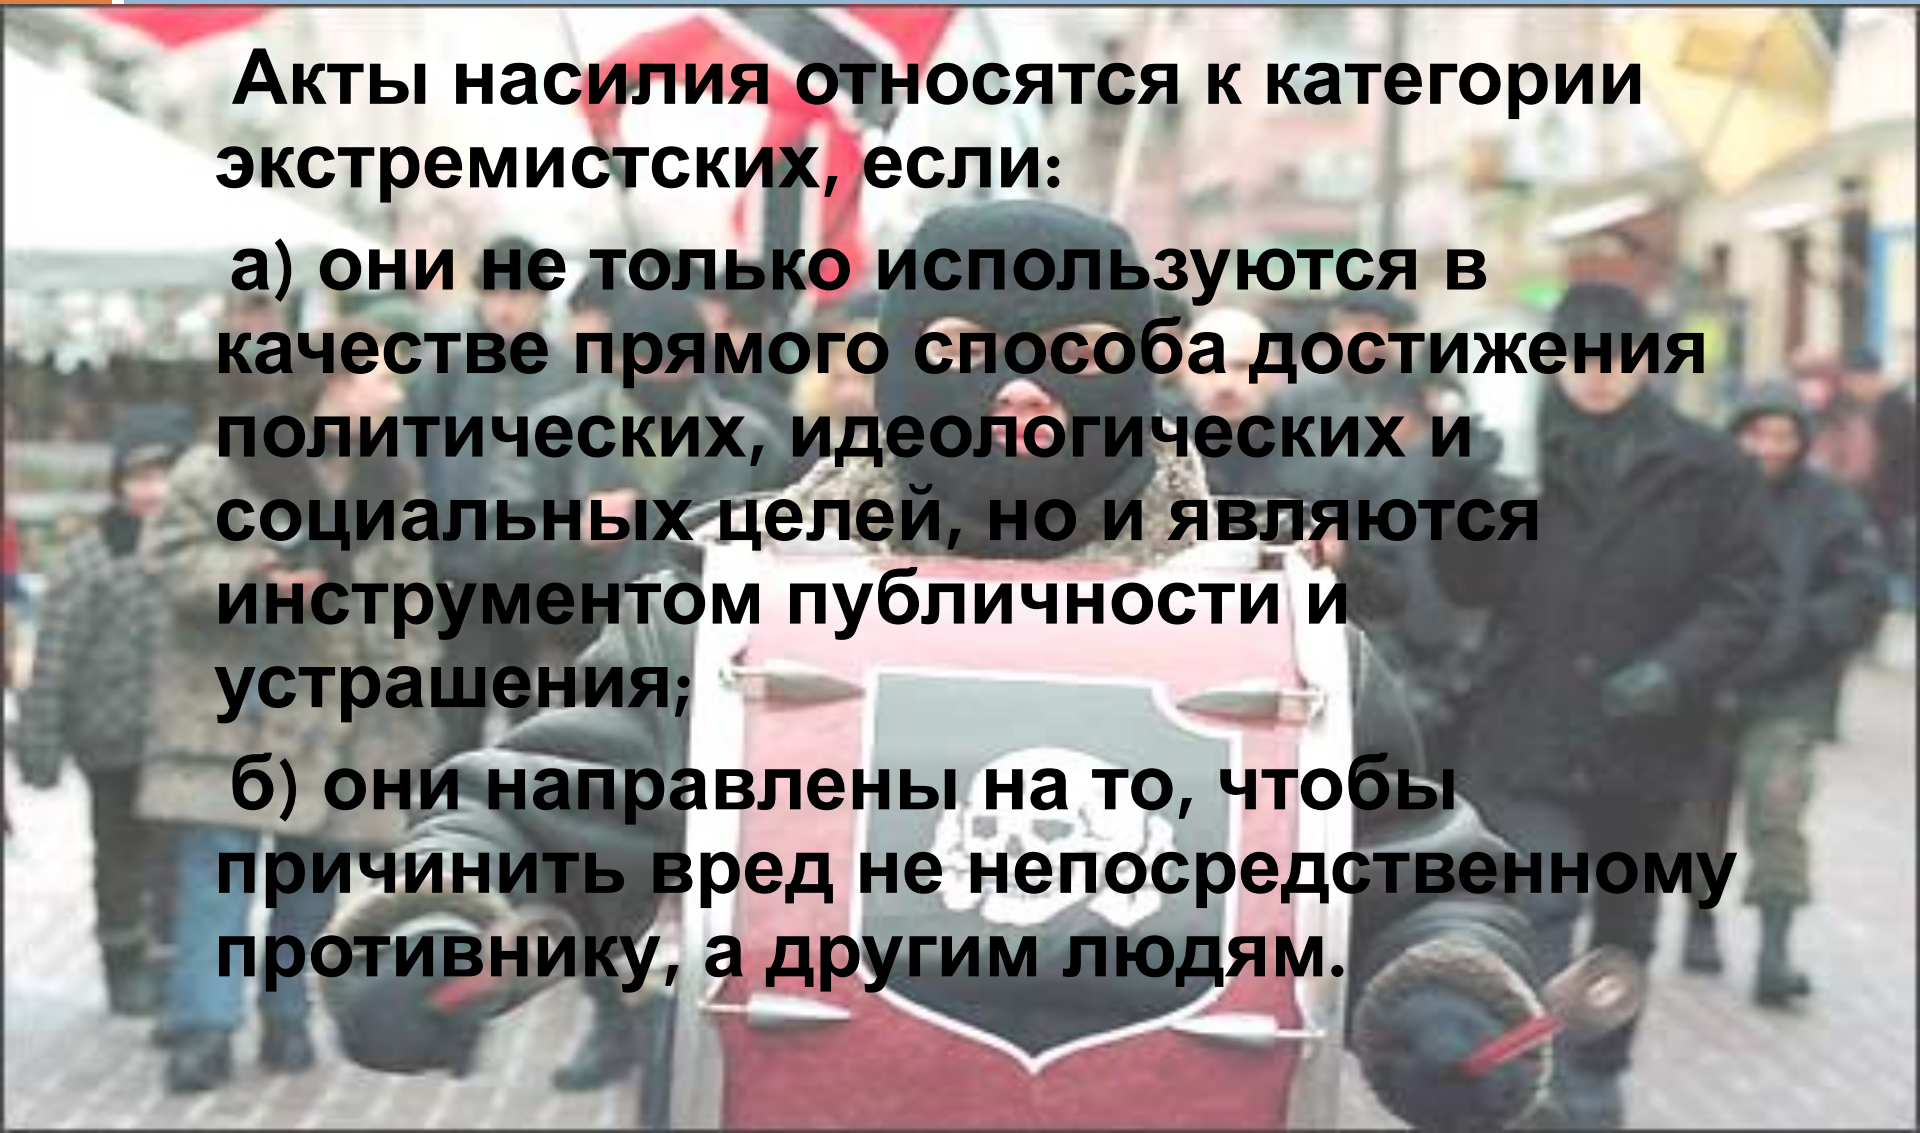 Акты насилия относятся к категории
экстремистских, если:
а) они не только используются в
качестве прямого способа достижения
политических, идеологических и
социальных целей, но и являются
инструментом публичности и
устрашения;
б) они направлены на то, чтобы
причинить вред не непосредственному
противнику, а другим людям.